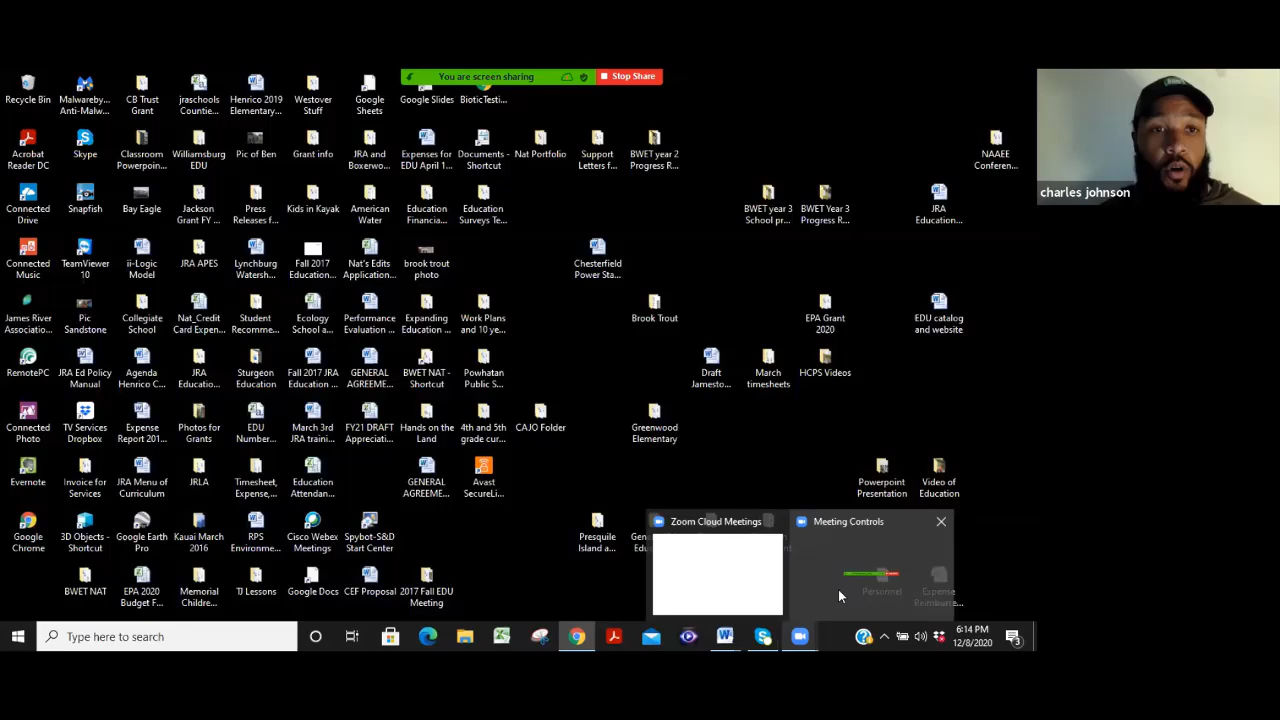 You are screen sharing
Stop Share
Recycle Bin
Malwareby...
Anti-Malw...
CB Trust
Grant
jraschools
Countie...
Henrico 2019
Elementary...
Westover
Stuff
Google
Sheets
Google Slides
BioticTesti...
charles johnson
Acrobat
Reader DC
Skype
Classroom
Powerpoin...
Williamsburg
EDU
Pic of Ben
Grant info
JRA and
Boxerwo...
Expenses for
EDU April 1...
Documents -
Shortcut
Nat Portfolio
Support
Letters f...
BWET year 2
Progress R...
NAAEE
Conferen...
Connected
Drive
Snapfish
Bay Eagle
Jackson
Grant FY ...
Press
Releases f...
Kids in Kayak
American
Water
Education
Financia...
Education
Surveys Te...
BWET year 3
School pr...
BWET Year 3
Progress R...
JRA
Education...
Connected
Music
TeamViewer
10
ii-Logic
Model
JRA APES
Lynchburg
Watersh...
Fall 2017
Education...
Nat's Edits
Application...
brook trout
photo
Chesterfield
Power Sta...
James River
Associatio...
Pic
Sandstone
Collegiate
School
Nat_Credit
Card Expen...
Student
Recomme...
Ecology
School a...
Performance
Evaluation ...
Expanding
Education ...
Work Plans
and 10 ye...
Brook Trout
EPA Grant
2020
EDU catalog
and website
RemotePC
JRA Ed Policy
Manual
Agenda
Henrico C...
JRA
Educatio...
Sturgeon
Education
Fall 2017 JRA
Education ...
GENERAL
AGREEME...
BWET NAT -
Shortcut
Powhatan
Public S...
Draft
Jamesto...
March
timesheets
HCPS Videos
Connected
Photo
TV Services
Dropbox
Expense
Report 201...
Photos for
Grants
EDU
Number...
March 3rd
JRA traini...
FY21 DRAFT
Appreciati...
Hands on the
Land
4th and 5th
grade cur...
CAJO Folder
Greenwood
Elementary
Evernote
Invoice for
Services
JRA Menu of
Curriculum
JRLA
Timesheet,
Expense,...
Education
Attendan...
GENERAL
AGREEME...
Avast
SecureLi...
Powerpoint
Presentation
Video of
Education
Google
Chrome
3D Objects -
Shortcut
Google Earth
Pro
Kauai March
2016
RPS
Environme...
Cisco Webex
Meetings
Spybot-S&D
Start Center
Presquile
Island a...
Zoom Cloud Meetings
Meeting Controls
BWET NAT
EPA 2020
Budget F...
Memorial
Childre...
TJ Lessons
Google Docs
CEF Proposal
2017 Fall EDU
Meeting
Personnel
Expense
Reimburse...
Type here to search
6:14 PM
12/8/2020
3